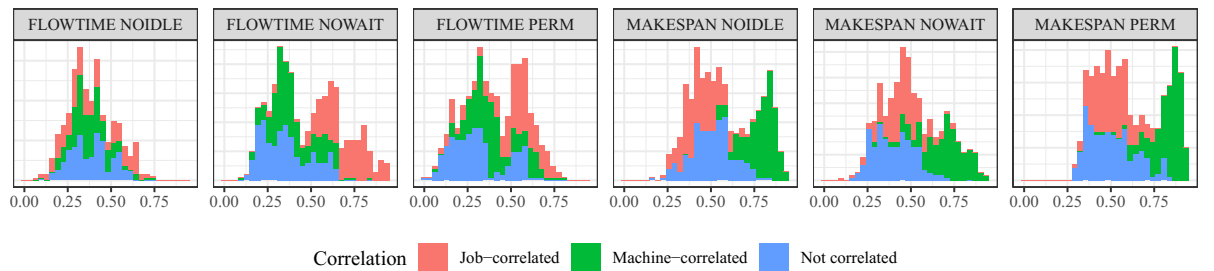 FLOWTIME NOIDLE FLOWTIME NOWAIT FLOWTIME PERM MAKESPAN NOIDLE MAKESPAN NOWAIT MAKESPAN PERM
0.00 0.25 0.50 0.75 0.00 0.25 0.50 0.75 0.00 0.25 0.50 0.75 0.00 0.25 0.50 0.75 0.00 0.25 0.50 0.75 0.00 0.25 0.50 0.75
Correlation Job−correlated Machine−correlated Not correlated